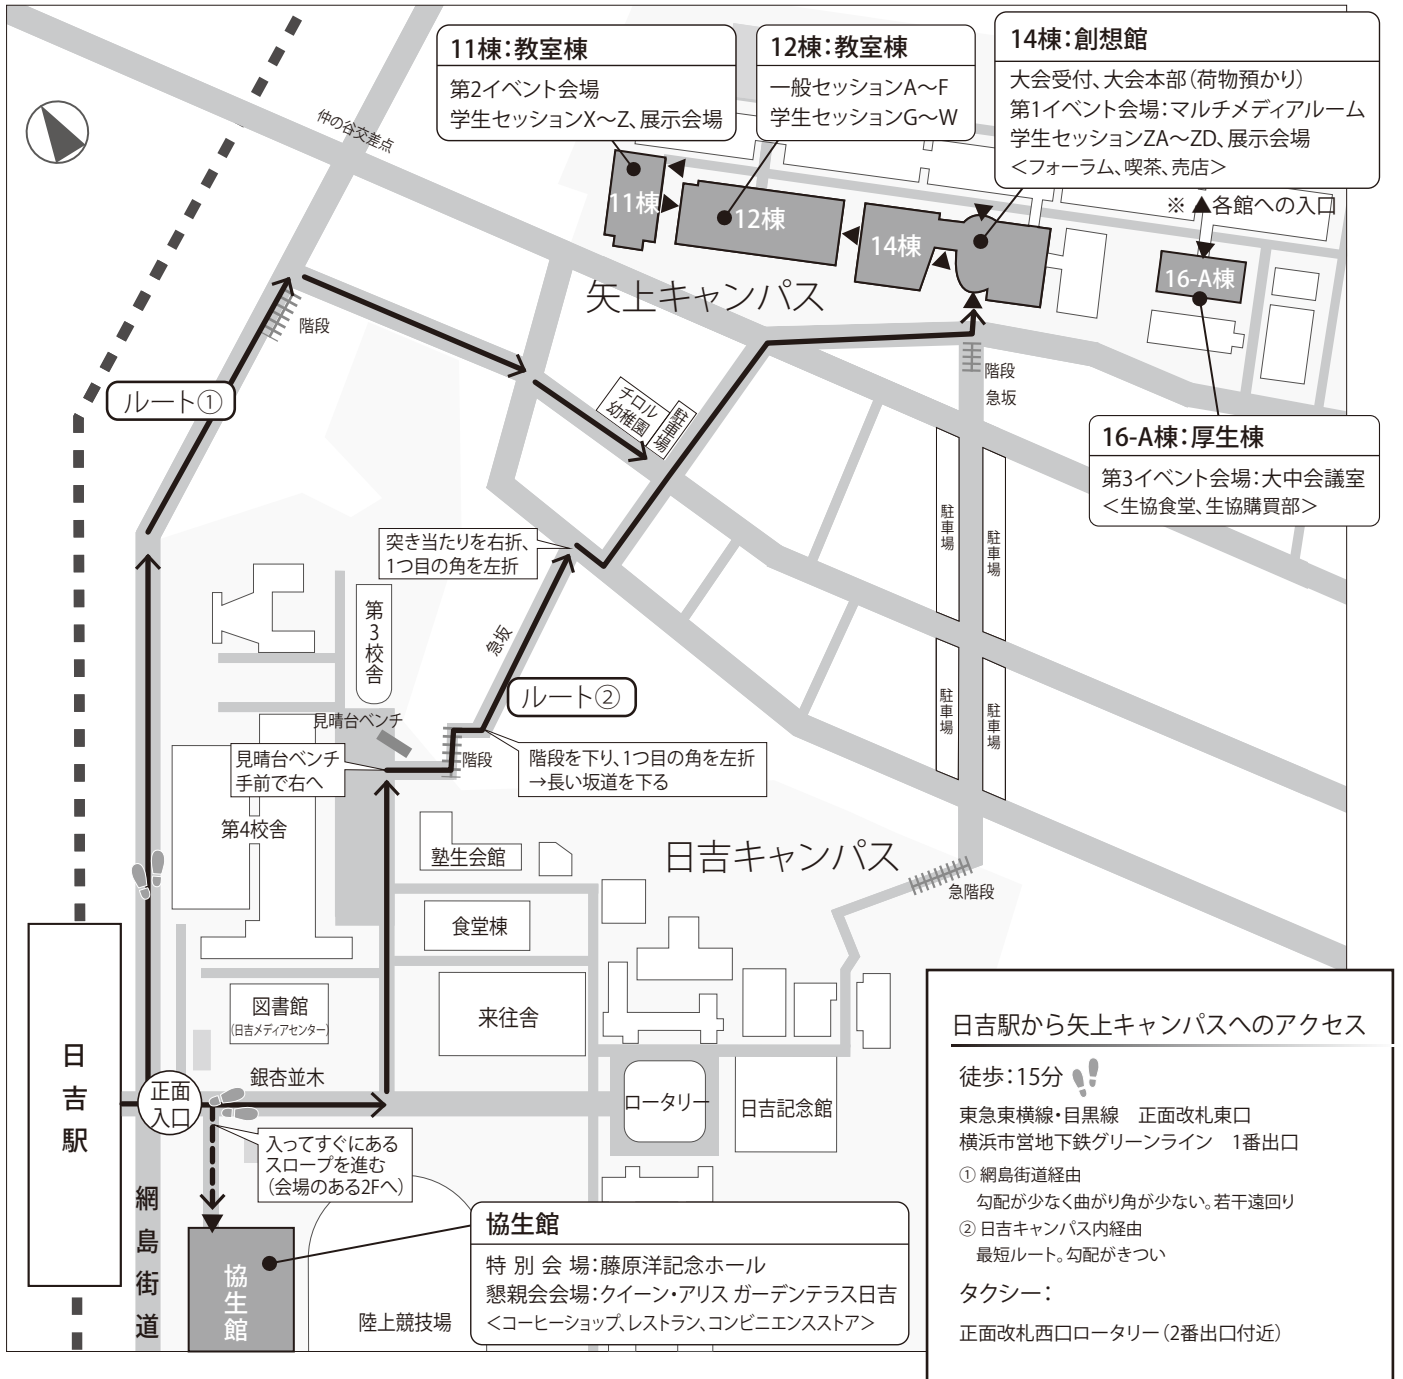 11棟：教室棟
第2イベント会場
学生セッションX～Z、展示会場
12棟：教室棟
一般セッションA～F
学生セッションG～W
14棟：創想館
大会受付、大会本部（荷物預かり）
第1イベント会場：マルチメディアルーム
学生セッションZA～ZD、展示会場
＜フォーラム、喫茶、売店＞
※ ▲各館への入口
仲の谷交差点
11棟
12棟
14棟
16-A棟
矢上キャンパス
階段
ルート①
チロル
幼稚園
駐車場
階段
急坂
16-A棟：厚生棟
第3イベント会場：大中会議室
＜生協食堂、生協購買部＞
駐車場
駐車場
突き当たりを右折、
1つ目の角を左折
第3校舎
急坂
ルート②
見晴台ベンチ
駐車場
駐車場
見晴台ベンチ
手前で右へ
階段
階段を下り、1つ目の角を左折
→長い坂道を下る
第4校舎
塾生会館
日吉キャンパス
急階段
食堂棟
図書館
（日吉メディアセンター）
来往舎
日吉駅
正面
入口
銀杏並木
ロータリー
日吉記念館
入ってすぐにある
スロープを進む
（会場のある2Fへ）
網島街道
協生館
陸上競技場
協生館
特 別 会 場：藤原洋記念ホール
懇親会会場：クイーン・アリス ガーデンテラス日吉
＜コーヒーショップ、レストラン、コンビニエンスストア＞
日吉駅から矢上キャンパスへのアクセス
徒歩：15分
東急東横線・目黒線　正面改札東口
横浜市営地下鉄グリーンライン　1番出口
① 網島街道経由
勾配が少なく曲がり角が少ない。若干遠回り
② 日吉キャンパス内経由
最短ルート。勾配がきつい
タクシー：
正面改札西口ロータリー（2番出口付近）